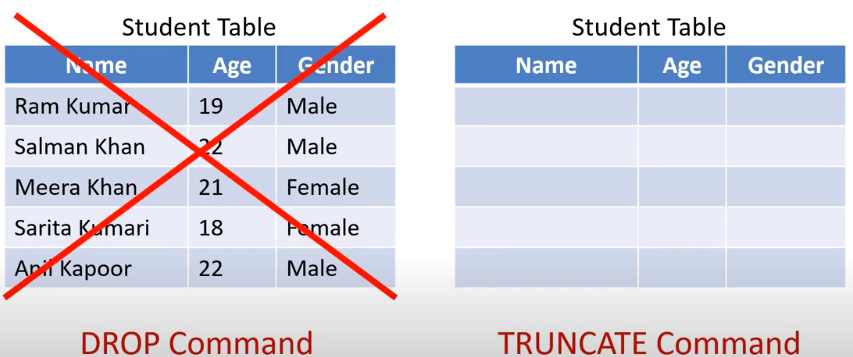 Student Table
Name Age Gender
Ram Kumar 19 Male
Salman Khan 22 Male
Meera Khan 21 Female
Sarita Kumari 18 Female
Anil Kapoor 22 Male
DROP Command
Student Table
Name Age Gender
TRUNCATE Command